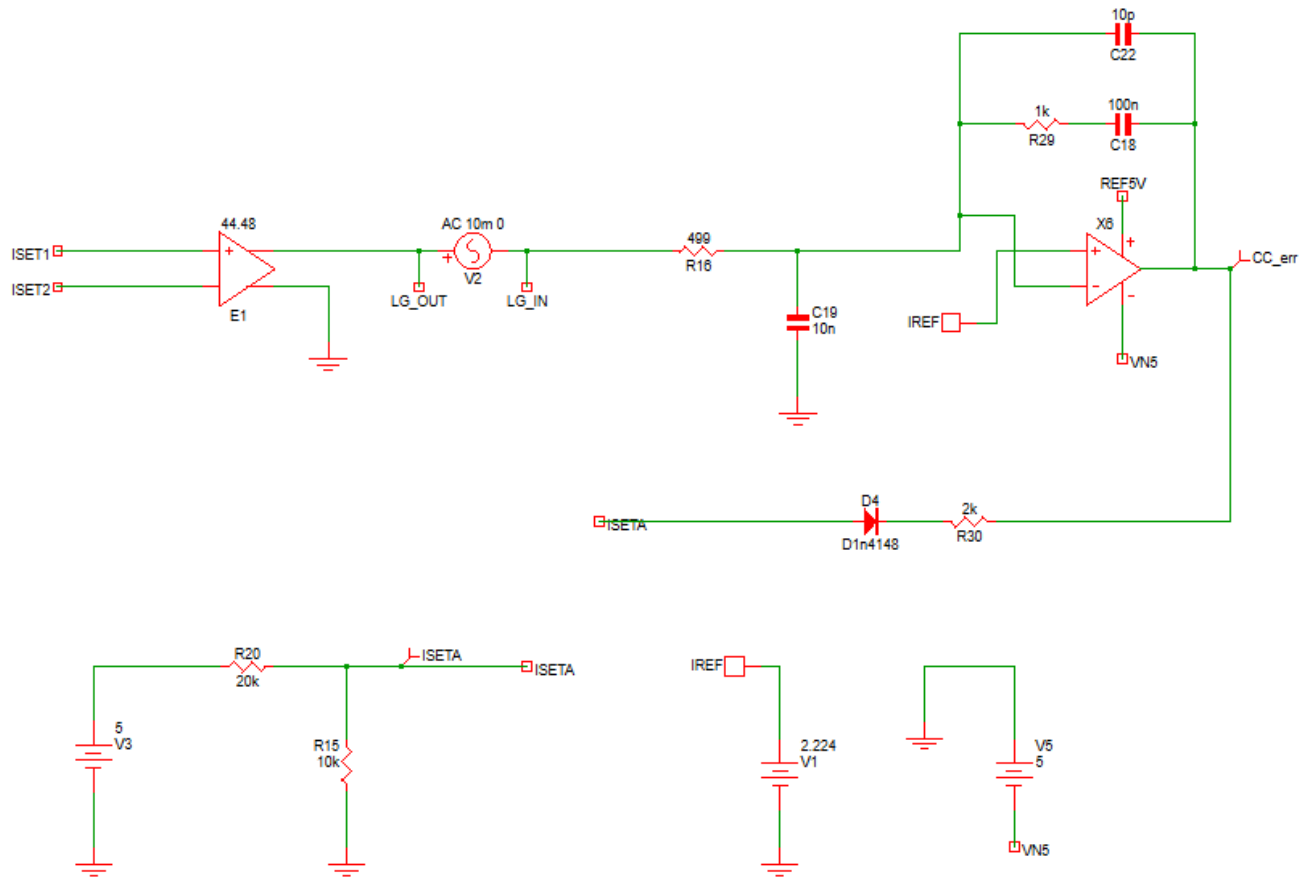 10p
C22
1k
100n
R29
C18
REF5V
44.48
AC 10m 0
X6
ISET1
499
+
+
+
+
CC_err
V2
R16
-
-
ISET2
LG_OUT
LG_IN
E1
C19
10n
IREF
VN5
D4
2k
ISETA
D1n4148
R30
R20
ISETA
20k
ISETA
IREF
5
V3
R15
10k
2.224
V1
V5
5
VN5